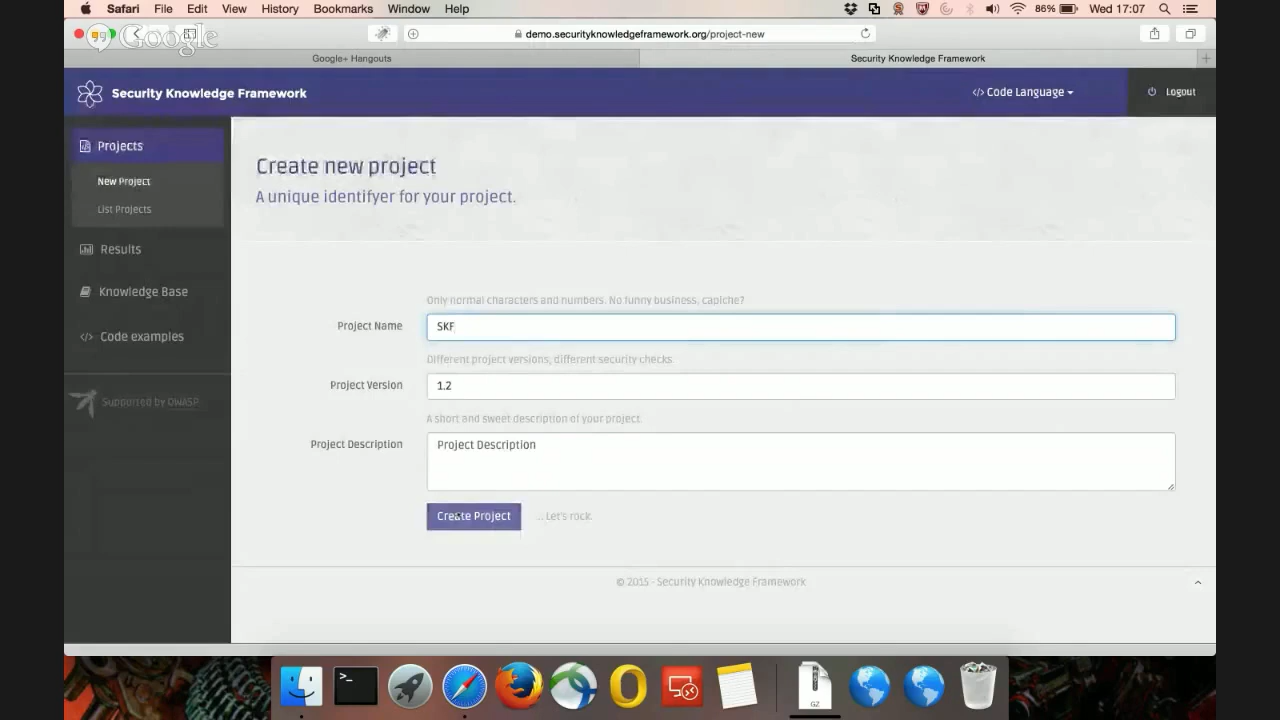 Safari File Edit View History Bookmarks Window Help 86% Wed 17:07
Google
demo.securityknowledgeframework.org/project-new
Google+ Hangouts Security Knowledge Framework
Security Knowledge Framework </> Code Language Logout
Projects
New Project
List Projects
Results
Knowledge Base
</> Code examples
Supported by OWASP
Create new project
A unique identifyer for your project.
Only normal characters and numbers. No funny business, capiche?
Project Name SKF
Different project versions, different security checks.
Project Version 1.2
A short and sweet description of your project.
Project Description Project Description
Create Project ... Let's rock.
© 2015 - Security Knowledge Framework
>_
GZ